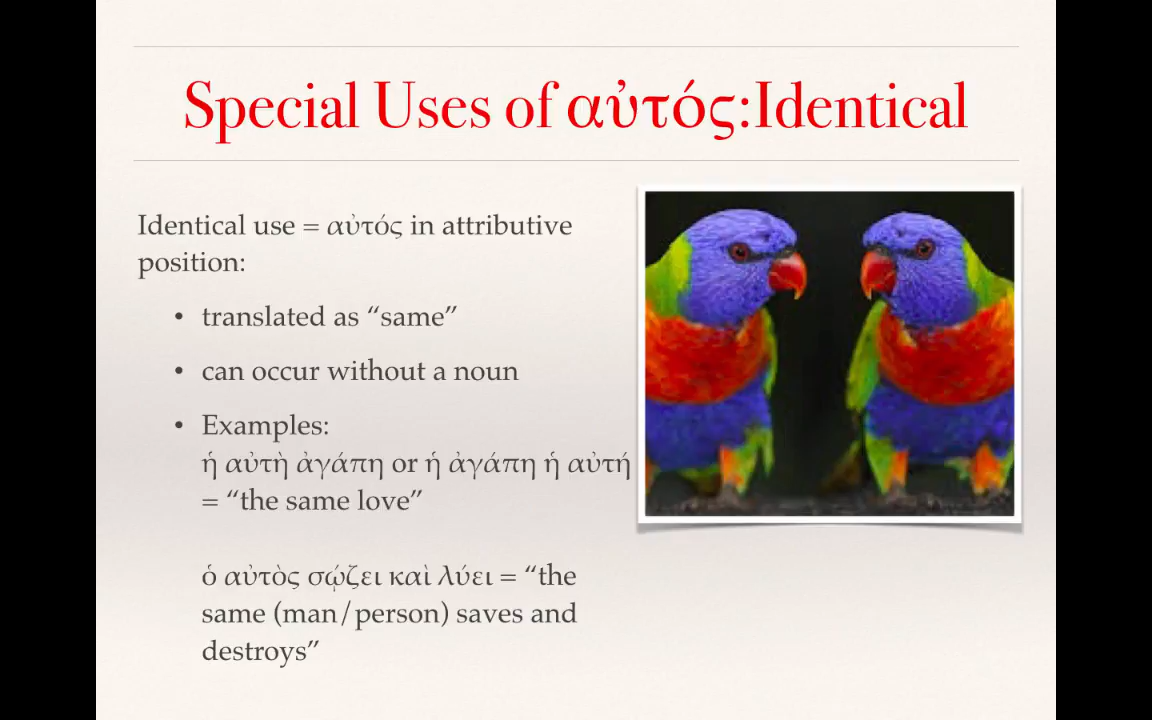 Special Uses of αὐτός:Identical
Identical use = αὐτός in attributive
position:
• translated as “same”
• can occur without a noun
• Examples:
ἡ αὐτὴ ἀγάπη or ἡ ἀγάπη ἡ αὐτή
= “the same love”
ὁ αὐτὸς σῴζει καὶ λύει = “the
same (man/person) saves and
destroys”